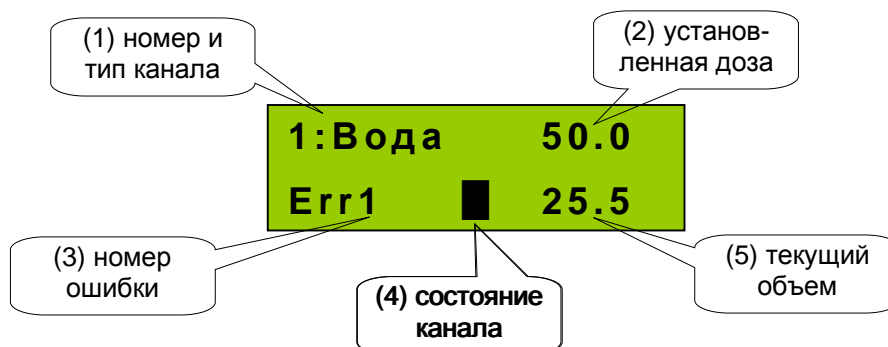 (1) номер и
тип канала
(2) установ-
ленная доза
1:Вода 50.0
Err1 25.5
(3) номер
ошибки
(4) состояние
канала
(5) текущий
объем